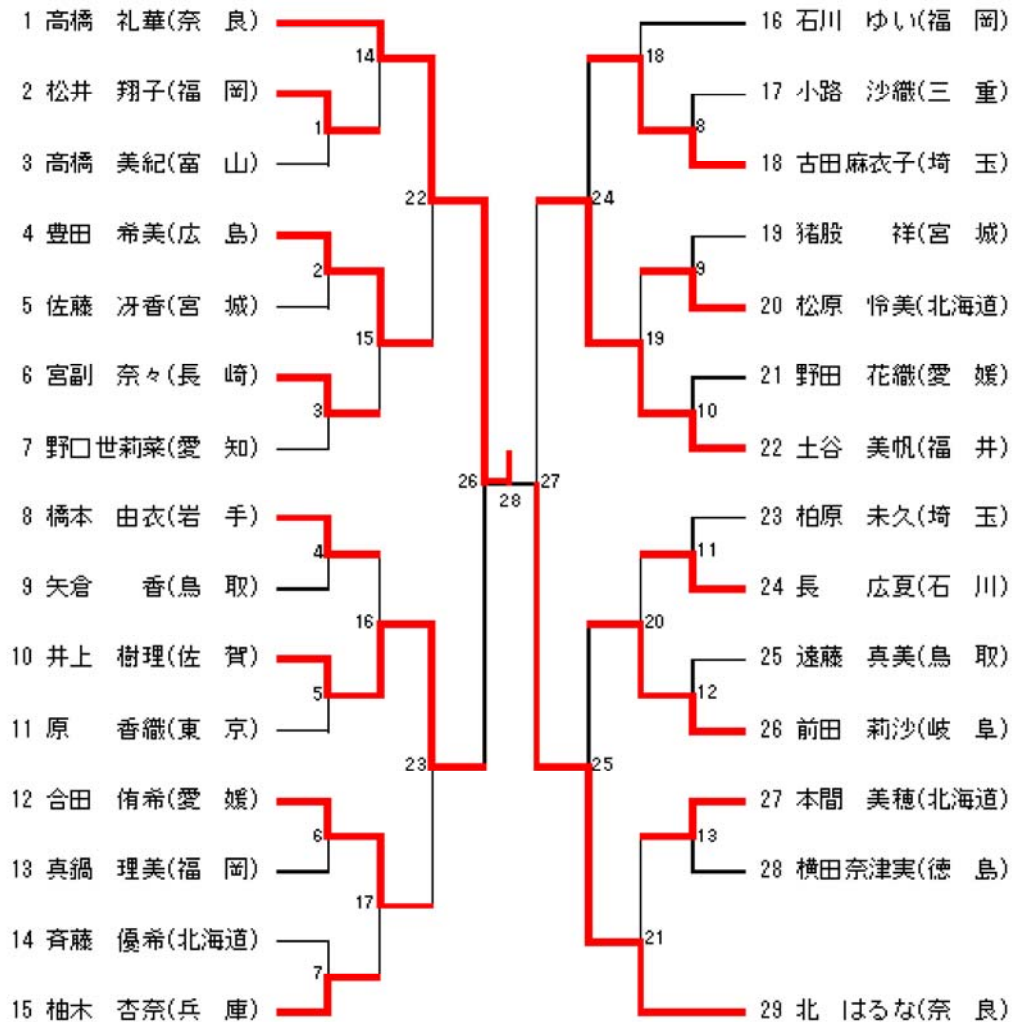 1 高橋 礼華(奈 良)
14
2 松井 翔子(福 岡)
1
3 高橋 美紀(富 山)
22
4 豊田 希美(広 島)
2
5 佐藤 冴香(宮 城)
15
6 宮副 奈々(長 崎)
3
7 野口世莉菜(愛 知)
26
8 橋本 由衣(岩 手)
4
9 矢倉 香(鳥 取)
16
10 井上 樹理(佐 賀)
5
11 原 香織(東 京)
23
12 合田 侑希(愛 媛)
6
13 真鍋 理美(福 岡)
17
14 斉藤 優希(北海道)
7
15 柚木 杏奈(兵 庫)
28
16 石川 ゆい(福 岡)
18
17 小路 沙織(三 重)
8
18 古田麻衣子(埼 玉)
24
19 猪股 祥(宮 城)
9
20 松原 怜美(北海道)
19
21 野田 花織(愛 媛)
10
22 土谷 美帆(福 井)
27
23 柏原 未久(埼 玉)
11
24 長 広夏(石 川)
20
25 遠藤 真美(鳥 取)
12
26 前田 莉沙(岐 阜)
25
27 本間 美穂(北海道)
13
28 横田奈津実(徳 島)
21
29 北 はるな(奈 良)